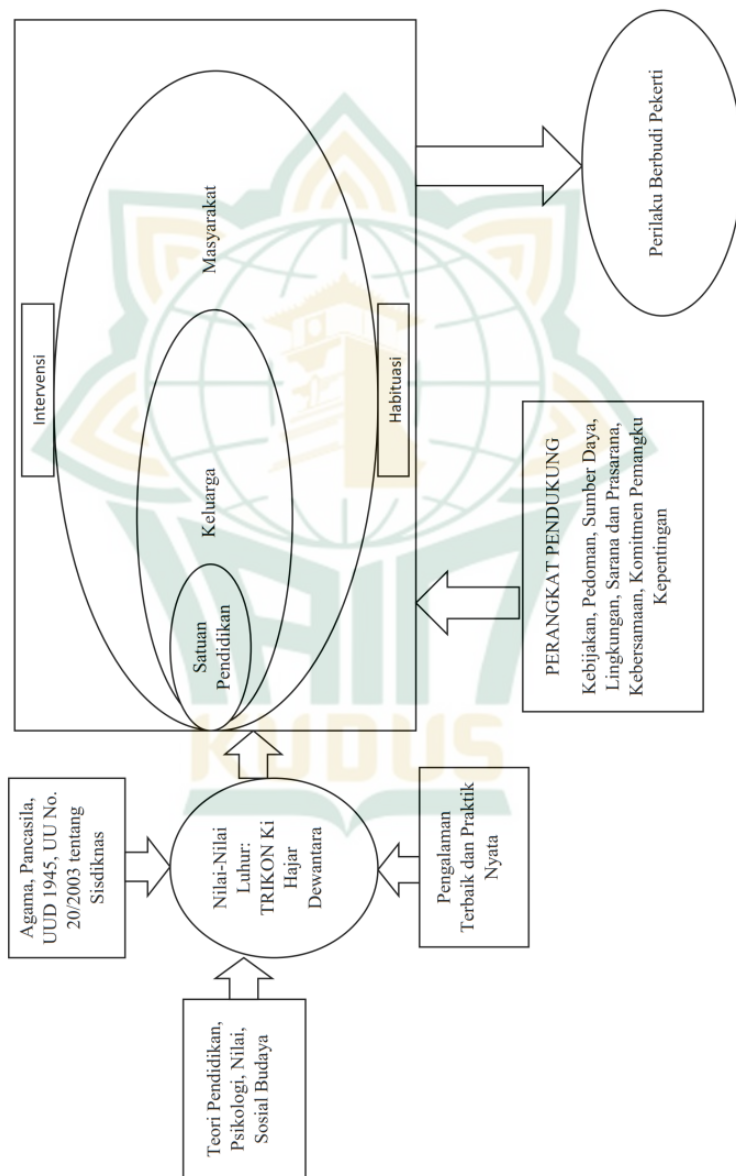 Teori Pendidikan,
Psikologi, Nilai,
Sosial Budaya
Agama, Pancasila,
UUD 1945, UU No.
20/2003 tentang
Sisdiknas
Nilai-Nilai
Luhur:
TRIKON Ki
Hajar
Dewantara
Pengalaman
Terbaik dan Praktik
Nyata
Intervensi
Satuan
Pendidikan
Keluarga
Masyarakat
Habituasi
PERANGKAT PENDUKUNG
Kebijakan, Pedoman, Sumber Daya,
Lingkungan, Sarana dan Prasarana,
Kebersamaan, Komitmen Pemangku
Kepentingan
Perilaku Berbudi Pekerti
IAIN
KUDUS